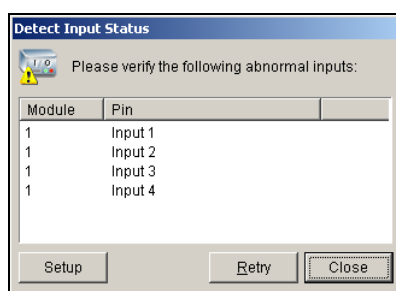 Detect Input Status
I / O
Please verify the following abnormal inputs:
Module Pin
1 Input 1
1 Input 2
1 Input 3
1 Input 4
Setup Retry Close